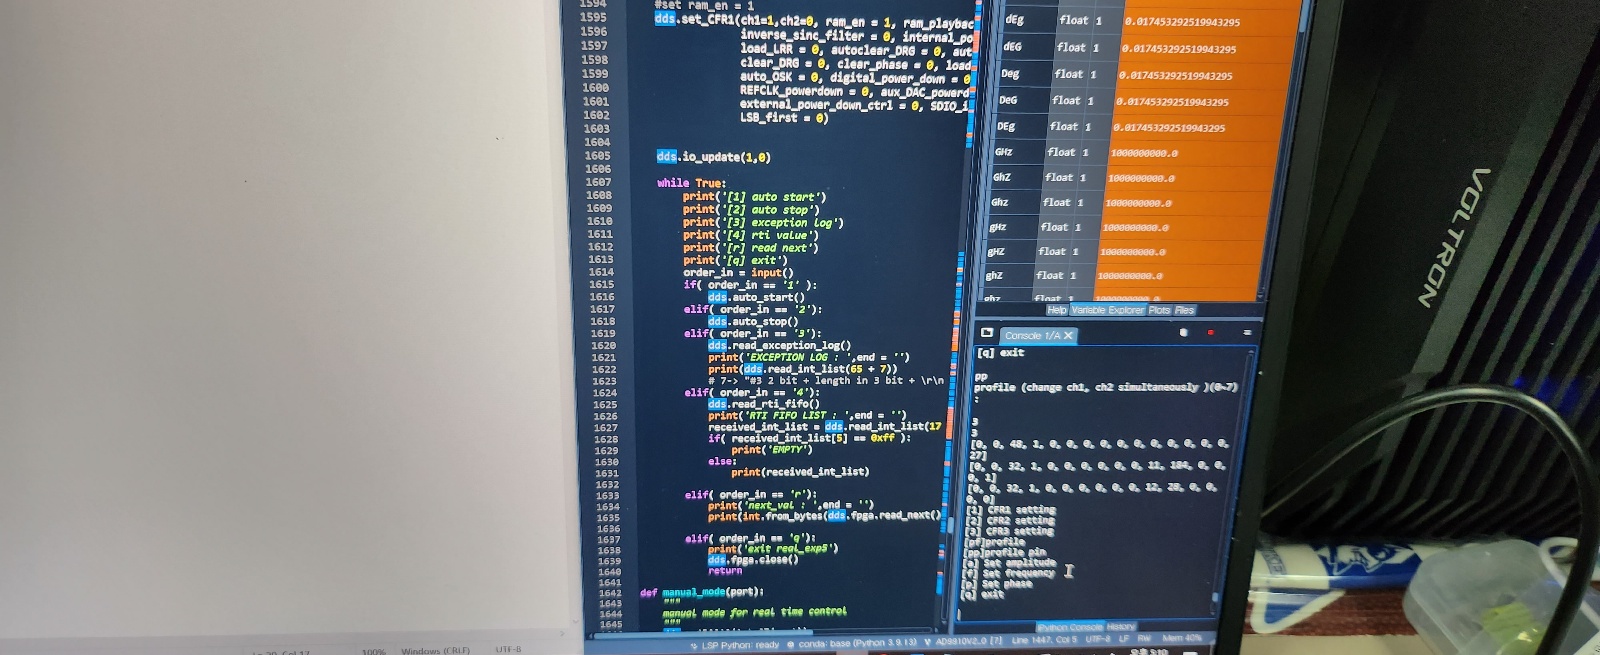 1594 #set ram_en = 1
1595 dds.set_CFR1(ch1=1,ch2=0, ram_en = 1, ram_playbac
1596 inverse_sinc_filter = 0, internal_po
1597 load_LRR = 0, autoclear_DRG = 0, aut
1598 clear_DRG = 0, clear_phase = 0, load
1599 auto_OSK = 0, digital_power_down = 0
1600 REFCLK_powerdown = 0, aux_DAC_powerd
1601 external_power_down_ctrl = 0, SDIO_i
1602 LSB_first = 0)
1603
1604
1605 dds.io_update(1,0)
1606
1607 while True:
1608 print('[1] auto start')
1609 print('[2] auto stop')
1610 print('[3] exception log')
1611 print('[4] rti value')
1612 print('[r] read next')
1613 print('[q] exit')
1614 order_in = input()
1615 if( order_in == '1' ):
1616 dds.auto_start()
1617 elif( order_in == '2'):
1618 dds.auto_stop()
1619 elif( order_in == '3'):
1620 dds.read_exception_log()
1621 print('EXCEPTION LOG : ',end = '')
1622 print(dds.read_int_list(65 + 7))
1623 # 7-> "#3 2 bit + length in 3 bit + \r\n
1624 elif( order_in == '4'):
1625 dds.read_rti_fifo()
1626 print('RTI FIFO LIST : ',end = '')
1627 received_int_list = dds.read_int_list(17
1628 if( received_int_list[5] == 0xff ):
1629 print('EMPTY')
1630 else:
1631 print(received_int_list)
1632
1633 elif( order_in == 'r'):
1634 print('next_val : ',end = '')
1635 print(int.from_bytes(dds.fpga.read_next()
1636
1637 elif( order_in == 'q'):
1638 print('exit real_exp5')
1639 dds.fpga.close()
1640 return
1641
1642 def manual_mode(port):
1643 """
1644 manual mode for real time control
1645 """
dEg float 1 0.017453292519943295
dEG float 1 0.017453292519943295
Deg float 1 0.017453292519943295
DeG float 1 0.017453292519943295
DEg float 1 0.017453292519943295
GHz float 1 1000000000.0
GhZ float 1 1000000000.0
Ghz float 1 1000000000.0
gHz float 1 1000000000.0
gHZ float 1 1000000000.0
ghZ float 1 1000000000.0
ghz float 1 1000000000.0
Help Variable Explorer Plots Files
Console 1/A X
[q] exit
pp
profile (change ch1, ch2 simultaneously )(0~7)
:
3
3
[0, 0, 48, 1, 0, 0, 0, 0, 0, 0, 0, 0, 0, 0, 0,
27]
[0, 0, 32, 1, 0, 0, 0, 0, 0, 0, 11, 184, 0, 0,
0, 1]
[0, 0, 32, 1, 0, 0, 0, 0, 0, 0, 12, 28, 0, 0,
0, 0]
[1] CFR1 setting
[2] CFR2 setting
[3] CFR3 setting
[pf]profile
[pp]profile pin
[a] Set amplitude
[f] Set frequency
[p] Set phase
[q] exit
IPython Console History
LSP Python: ready conda: base (Python 3.9.13) AD9910V2.0 [7] Line 1447, Col 5 UTF-8 LF RW Mem 40%
100% Windows (CRLF) UTF-8
VOLTRON